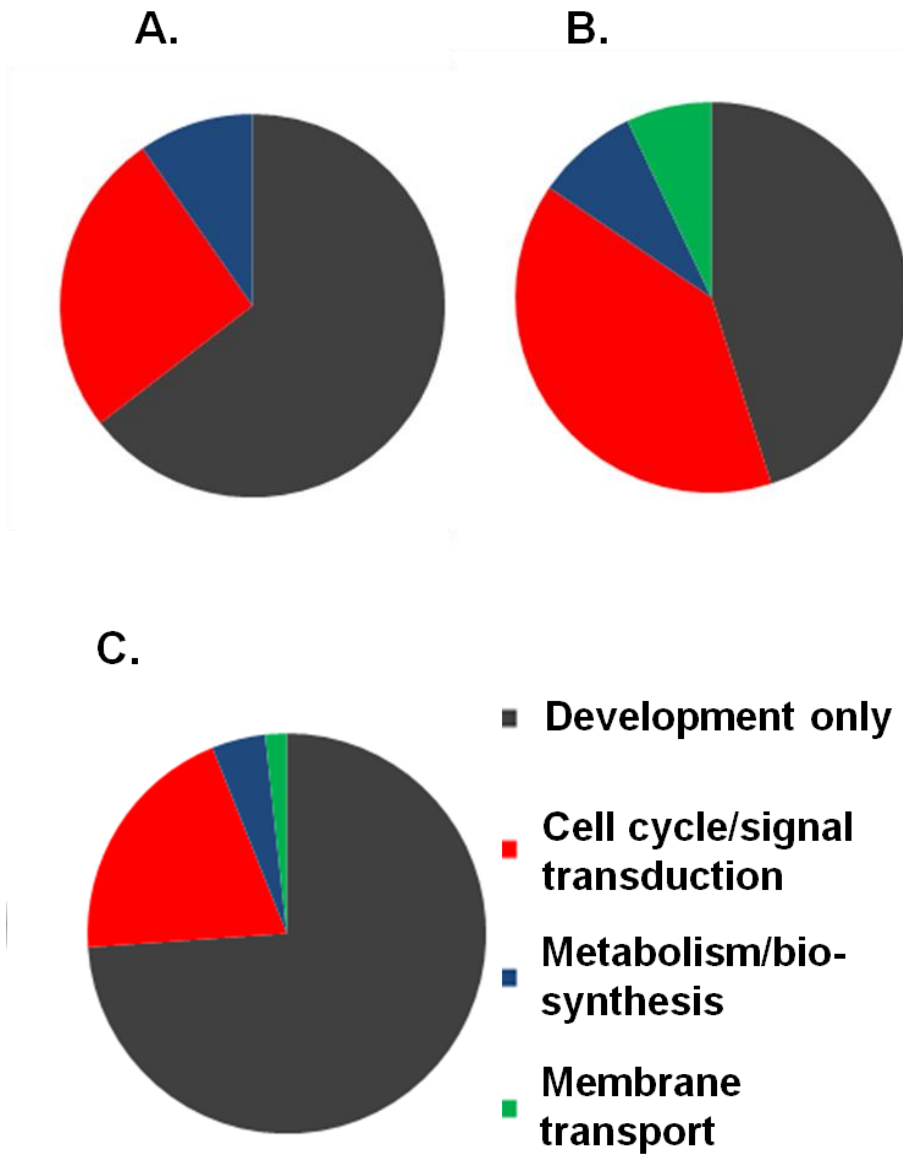 A.
B.
C.
Development only
Cell cycle/signal
transduction
Metabolism/bio-
synthesis
Membrane
transport